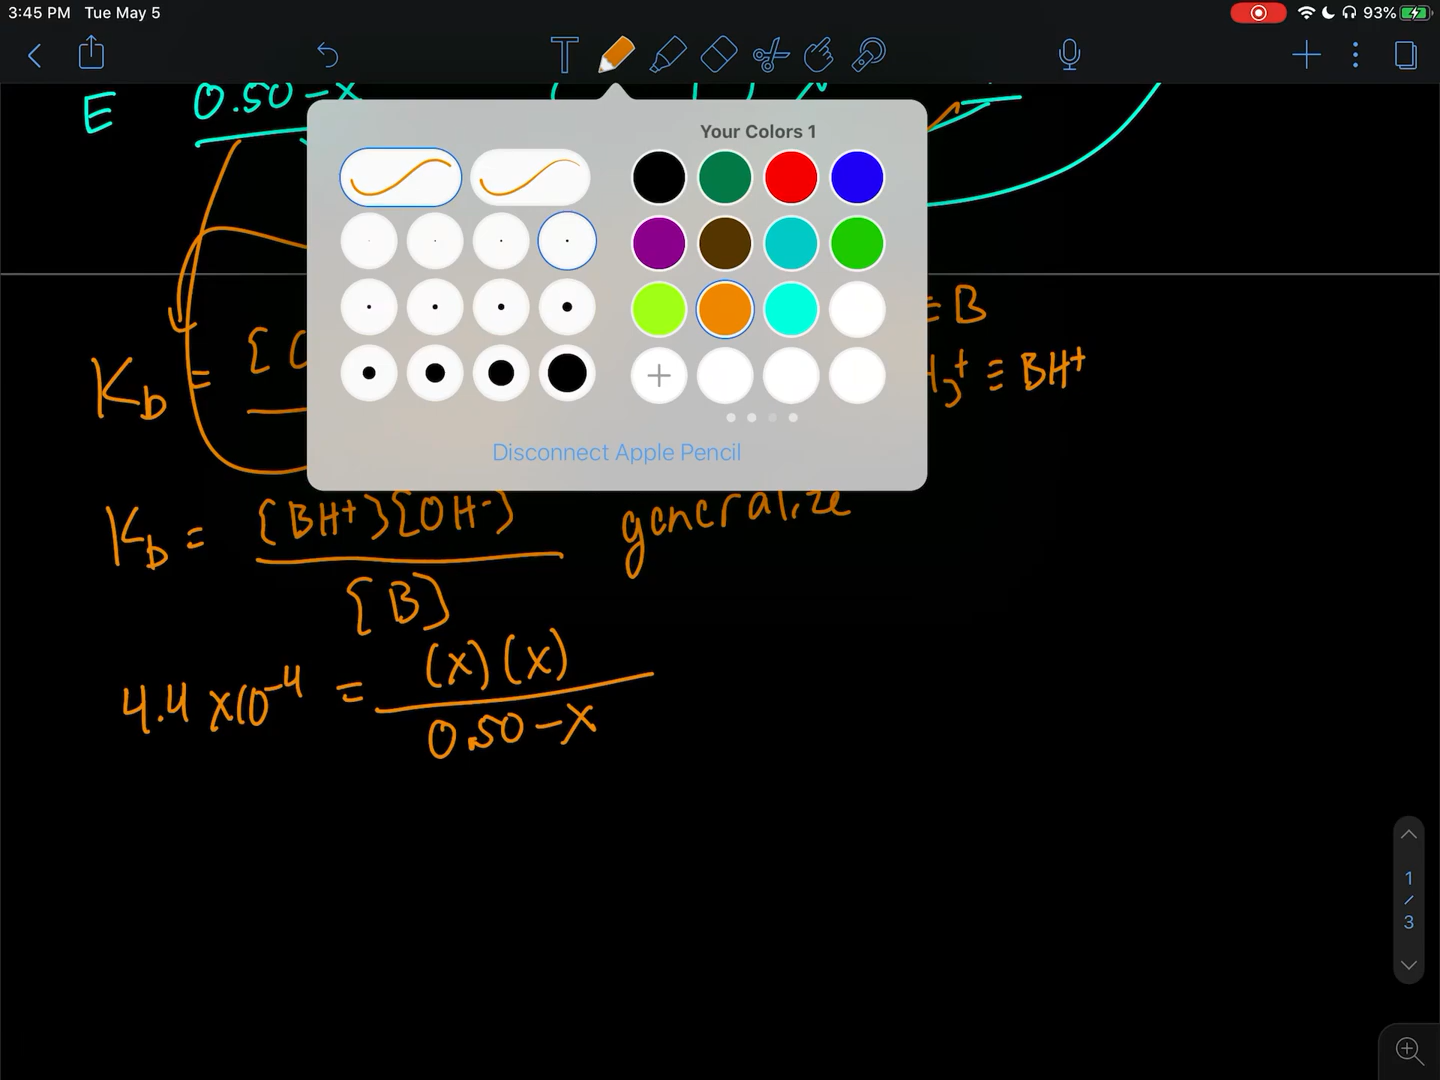 3:45 PM Tue May 5
93%
T
E 0.50-x
Your Colors 1
≡ B
Kb = [C
≡ BH+
Disconnect Apple Pencil
Kb = [BH+][OH-]
[B]
generalize
4.4 x10-4 = (x)(x)
0.50-x
1
/
3